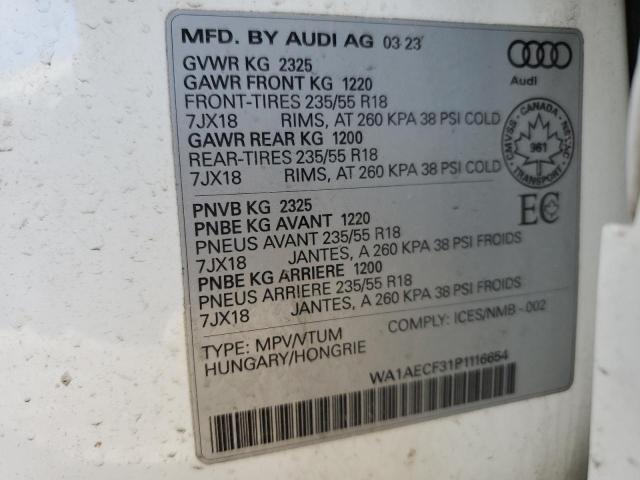 MFD. BY AUDI AG 03 23
GVWR KG 2325
GAWR FRONT KG 1220
FRONT-TIRES 235/55 R18
7JX18 RIMS, AT 260 KPA 38 PSI COLD
GAWR REAR KG 1200
REAR-TIRES 235/55 R18
7JX18 RIMS, AT 260 KPA 38 PSI COLD
Audi
CMVSS - CANADA - NSVAC
961
TRANSPORT
EC
PNVB KG 2325
PNBE KG AVANT 1220
PNEUS AVANT 235/55 R18
7JX18 JANTES, A 260 KPA 38 PSI FROIDS
PNBE KG ARRIERE 1200
PNEUS ARRIERE 235/55 R18
7JX18 JANTES, A 260 KPA 38 PSI FROIDS
TYPE: MPV/VTUM COMPLY: ICES/NMB - 002
HUNGARY/HONGRIE
WA1AECF31P1116654